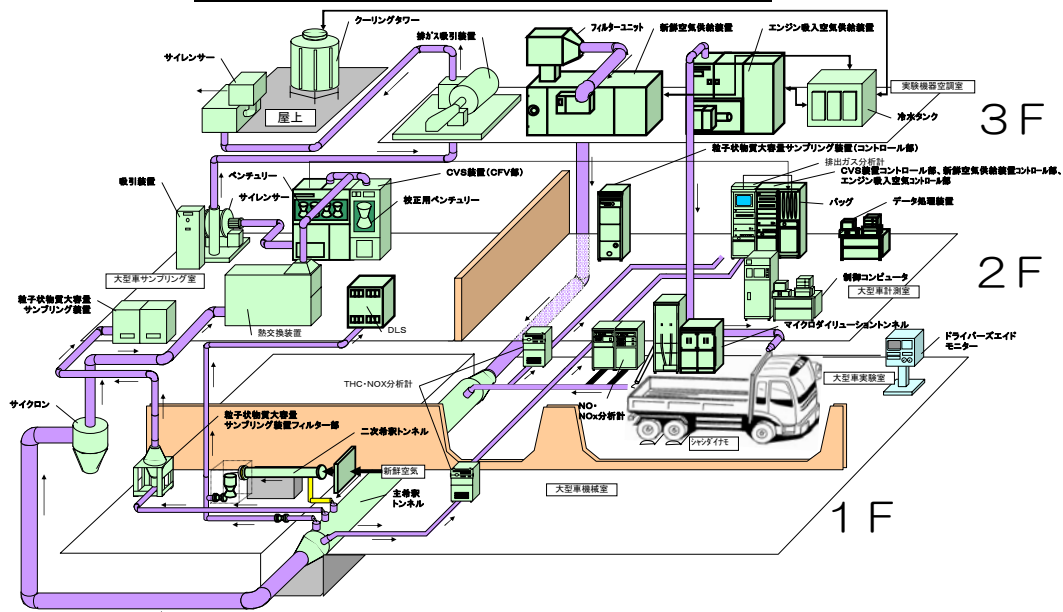 クーリングタワー
サイレンサー
排ガス吸引装置
フィルターユニット
新鮮空気供給装置
エンジン吸入空気供給装置
実験機器空調室
冷水タンク
屋上
3F
粒子状物質大容量サンプリング装置(コントロール部)
排出ガス分析計
CVS装置コントロール部、新鮮空気供給装置コントロール部、
エンジン吸入空気コントロール部
吸引装置
ベンチュリー
サイレンサー
CVS装置(CFV部)
校正用ベンチュリー
バッグ
データ処理装置
大型車サンプリング室
粒子状物質大容量
サンプリング装置
熱交換装置
DLS
制御コンピュータ
大型車計測室
2F
マイクロダイリューショントンネル
ドライバーズエイド
モニター
THC・NOX分析計
NO・
NOx分析計
大型車実験室
シャシダイナモ
サイクロン
粒子状物質大容量
サンプリング装置フィルター部
二次希釈トンネル
新鮮空気
主希釈
トンネル
大型車機械室
1F